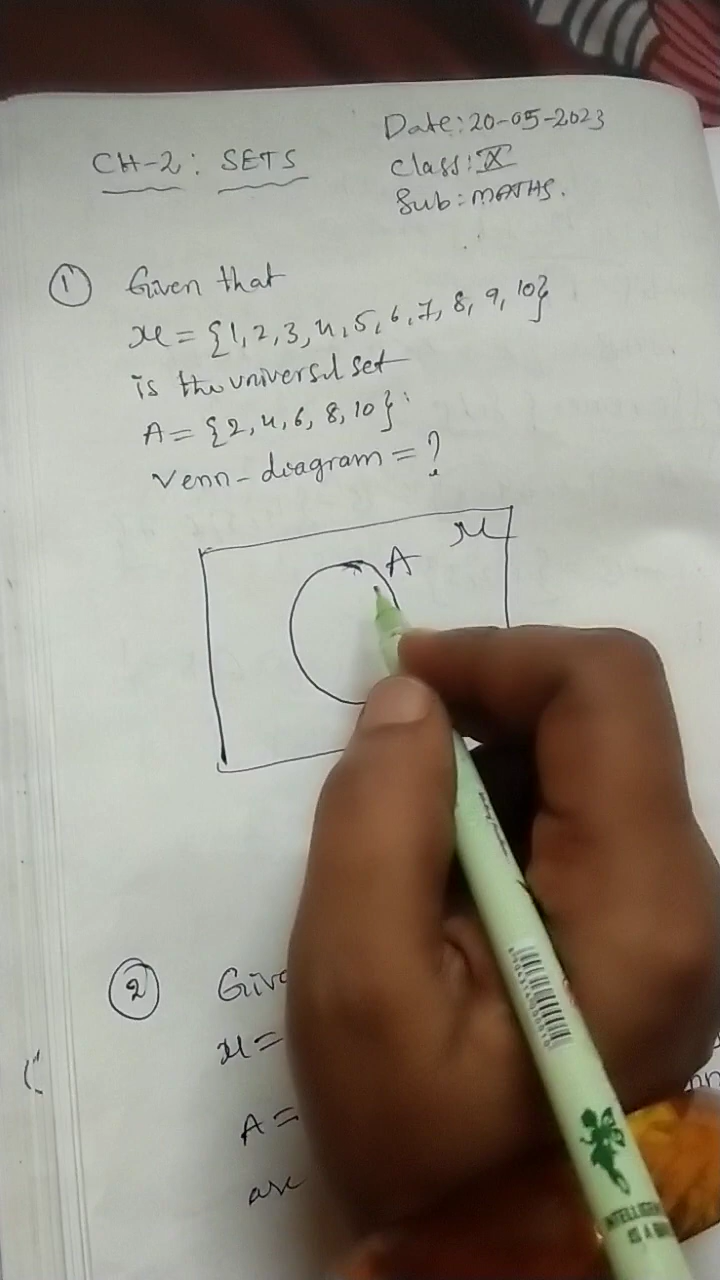 CH-2: SETS
Date: 20-05-2023
Class: X
Sub: MATHS.
① Given that
μ = {1, 2, 3, 4, 5, 6, 7, 8, 9, 10}
is the universal set
A = {2, 4, 6, 8, 10}
Venn-diagram = ?
μ
A
②
μ =
A =
are
IS A